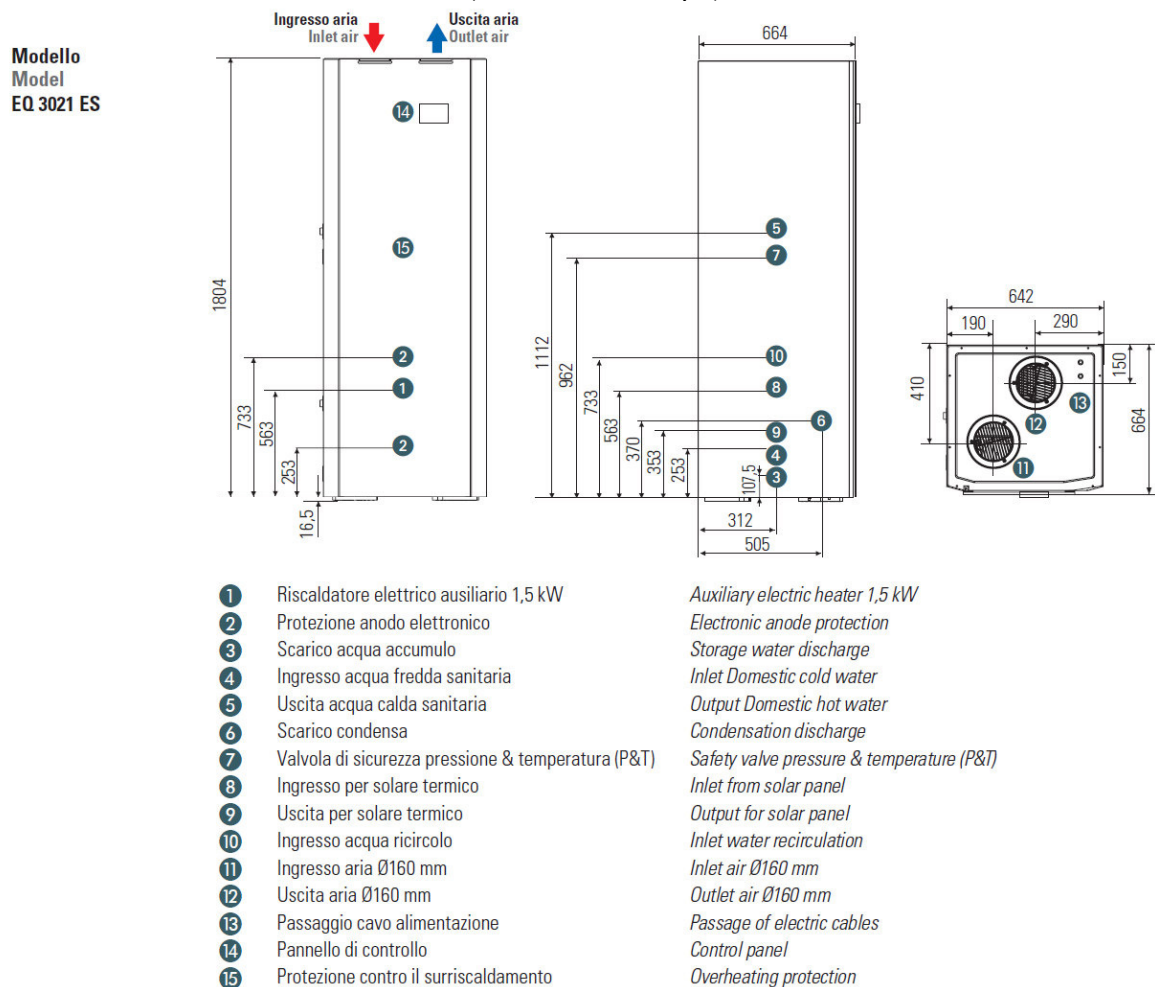 Ingresso aria
Inlet air
Uscita aria
Outlet air
Modello
Model
EQ 3021 ES
664
14
15
2
1
2
1804
733
563
253
16,5
5
7
10
8
6
9
4
3
1112
962
733
563
370
353
253
107,5
312
505
642
190
290
410
150
664
13
12
11
1 Riscaldatore elettrico ausiliario 1,5 kW Auxiliary electric heater 1,5 kW
2 Protezione anodo elettronico Electronic anode protection
3 Scarico acqua accumulo Storage water discharge
4 Ingresso acqua fredda sanitaria Inlet Domestic cold water
5 Uscita acqua calda sanitaria Output Domestic hot water
6 Scarico condensa Condensation discharge
7 Valvola di sicurezza pressione & temperatura (P&T) Safety valve pressure & temperature (P&T)
8 Ingresso per solare termico Inlet from solar panel
9 Uscita per solare termico Output for solar panel
10 Ingresso acqua ricircolo Inlet water recirculation
11 Ingresso aria Ø160 mm Inlet air Ø160 mm
12 Uscita aria Ø160 mm Outlet air Ø160 mm
13 Passaggio cavo alimentazione Passage of electric cables
14 Pannello di controllo Control panel
15 Protezione contro il surriscaldamento Overheating protection